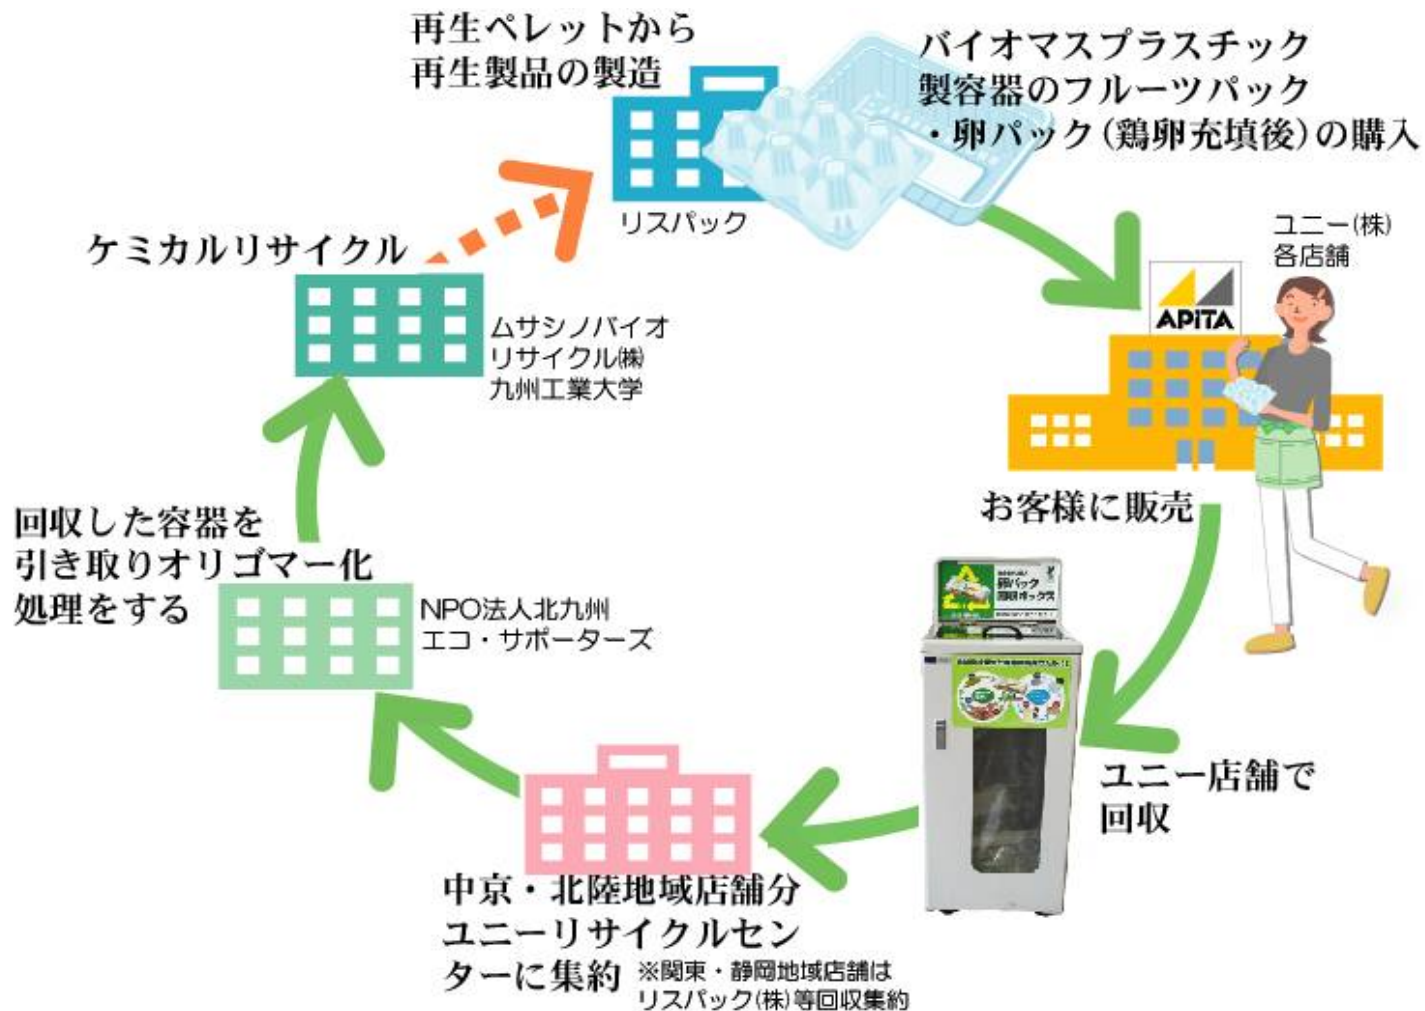 再生ペレットから
再生製品の製造
バイオマスプラスチック
製容器のフルーツパック
・卵パック(鶏卵充填後)の購入
リスパック
ユニー(株)
各店舗
APiTA
ケミカルリサイクル
ムサシノバイオ
リサイクル㈱
九州工業大学
お客様に販売
回収した容器を
引き取りオリゴマー化
処理をする
NPO法人北九州
エコ・サポーターズ
卵パック
回収ボックス
ユニー店舗で
回収
中京・北陸地域店舗分
ユニーリサイクルセン
ターに集約
※関東・静岡地域店舗は
リスパック(株)等回収集約